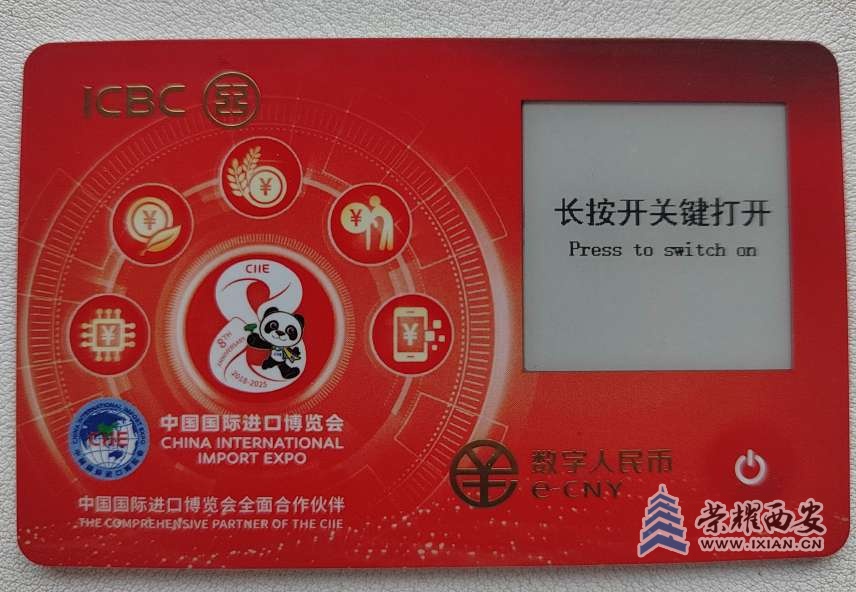 ICBC
长按开关键打开
Press to switch on
CIIE
8TH
ANNIVERSARY
2018-2025
中国国际进口博览会
CHINA INTERNATIONAL
IMPORT EXPO
CIIE
数字人民币
e-CNY
中国国际进口博览会全面合作伙伴
THE COMPREHENSIVE PARTNER OF THE CIIE
荣耀西安
WWW.IXIAN.CN